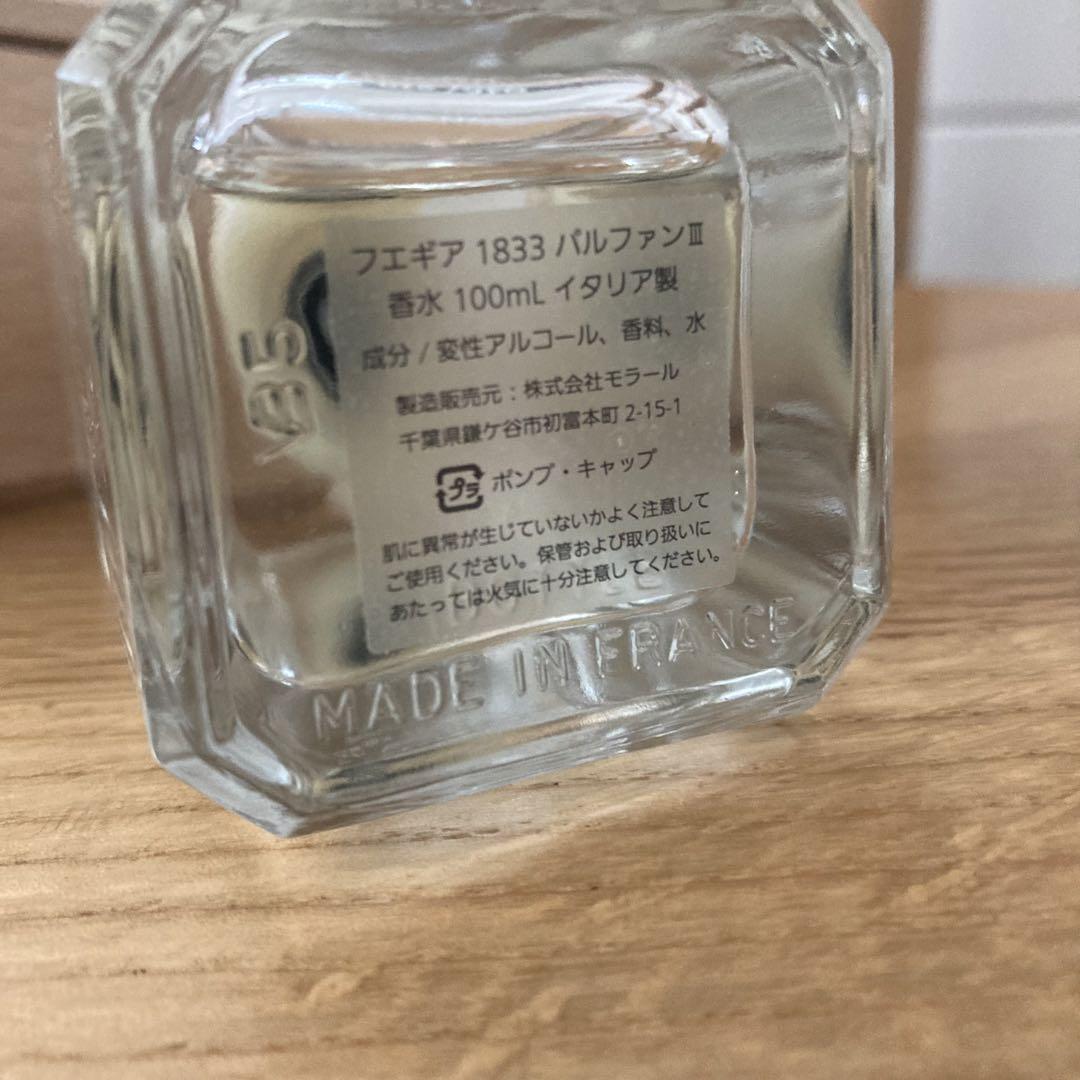 フエギア 1833 パルファンⅢ
香水 100mL イタリア製
成分 / 変性アルコール、香料、水
製造販売元：株式会社モラール
千葉県鎌ケ谷市初富本町 2-15-1
プラ ポンプ・キャップ
肌に異常が生じていないかよく注意して
ご使用ください。保管および取り扱いに
あたっては火気に十分注意してください。
MADE IN FRANCE